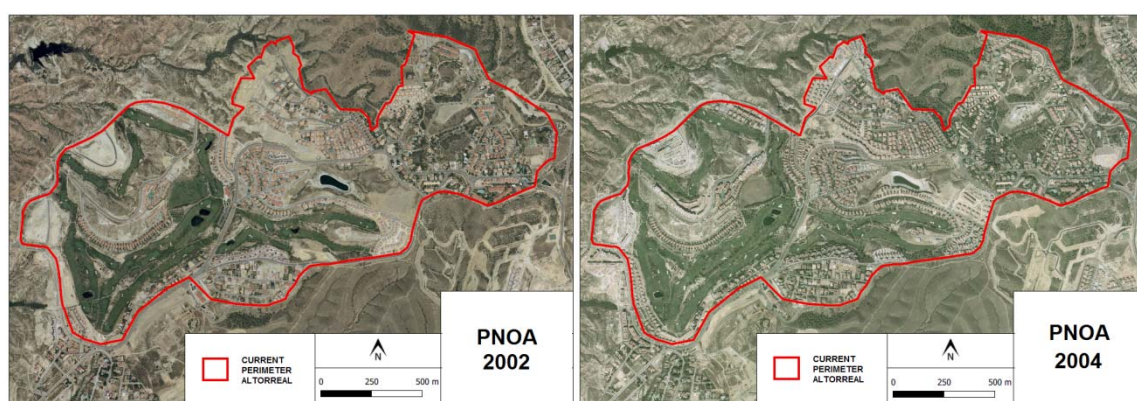 PNOA
2002
CURRENT
PERIMETER
ALTORREAL
N
0 250 500 m
PNOA
2004
CURRENT
PERIMETER
ALTORREAL
N
0 250 500 m